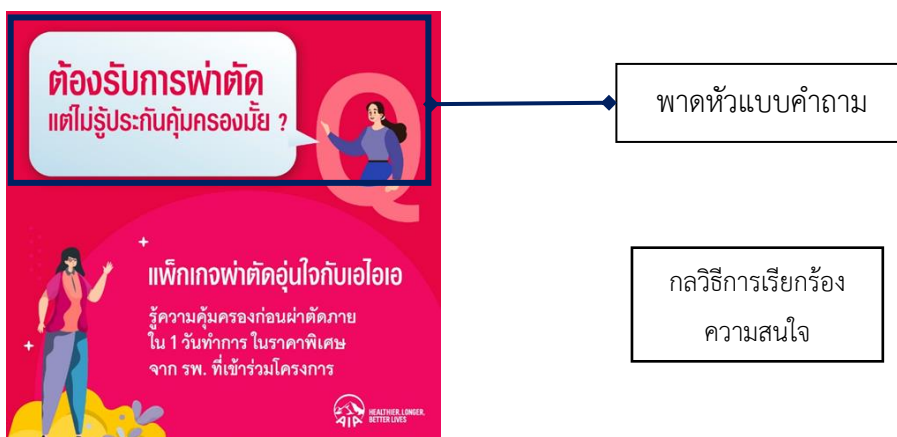 ต้องรับการผ่าตัด
แต่ไม่รู้ประกันคุ้มครองมั้ย ?
Q
พาดหัวแบบคำถาม
แพ็กเกจผ่าตัดอุ่นใจกับเอไอเอ
รู้ความคุ้มครองก่อนผ่าตัดภาย
ใน 1 วันทำการ ในราคาพิเศษ
จาก รพ. ที่เข้าร่วมโครงการ
กลวิธีการเรียกร้อง
ความสนใจ
AIA
HEALTHIER, LONGER,
BETTER LIVES